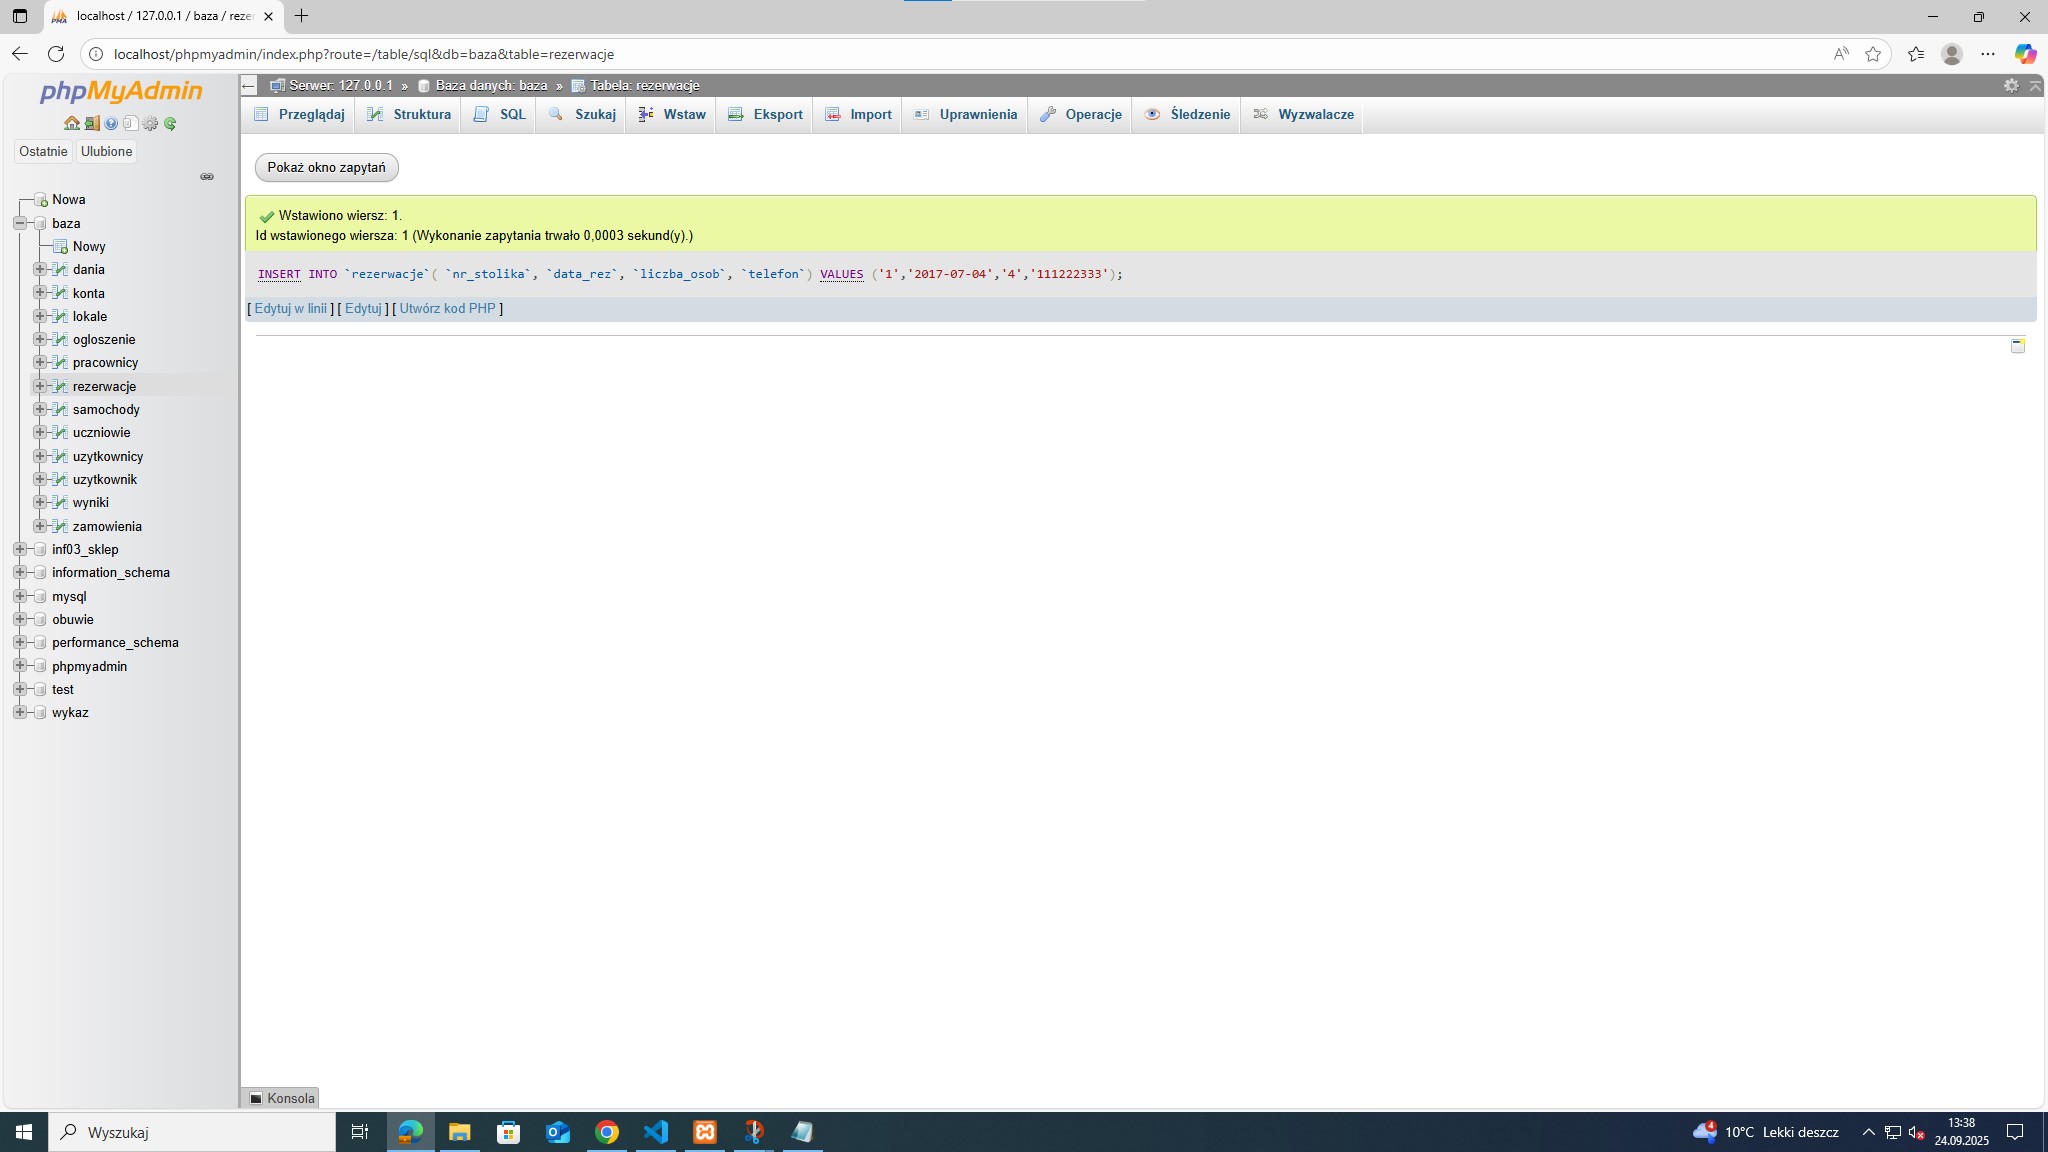 localhost / 127.0.0.1 / baza / rezer
localhost/phpmyadmin/index.php?route=/table/sql&db=baza&table=rezerwacje
phpMyAdmin
Ostatnie Ulubione
Nowa
baza
Nowy
dania
konta
lokale
ogloszenie
pracownicy
rezerwacje
samochody
uczniowie
uzytkownicy
uzytkownik
wyniki
zamowienia
inf03_sklep
information_schema
mysql
obuwie
performance_schema
phpmyadmin
test
wykaz
Serwer: 127.0.0.1 » Baza danych: baza » Tabela: rezerwacje
Przeglądaj Struktura SQL Szukaj Wstaw Eksport Import Uprawnienia Operacje Śledzenie Wyzwalacze
Pokaż okno zapytań
Wstawiono wiersz: 1.
Id wstawionego wiersza: 1 (Wykonanie zapytania trwało 0,0003 sekund(y).)
INSERT INTO `rezerwacje`( `nr_stolika`, `data_rez`, `liczba_osob`, `telefon`) VALUES ('1','2017-07-04','4','111222333');
[ Edytuj w linii ] [ Edytuj ] [ Utwórz kod PHP ]
Konsola
Wyszukaj
4
10°C Lekki deszcz
13:38
24.09.2025